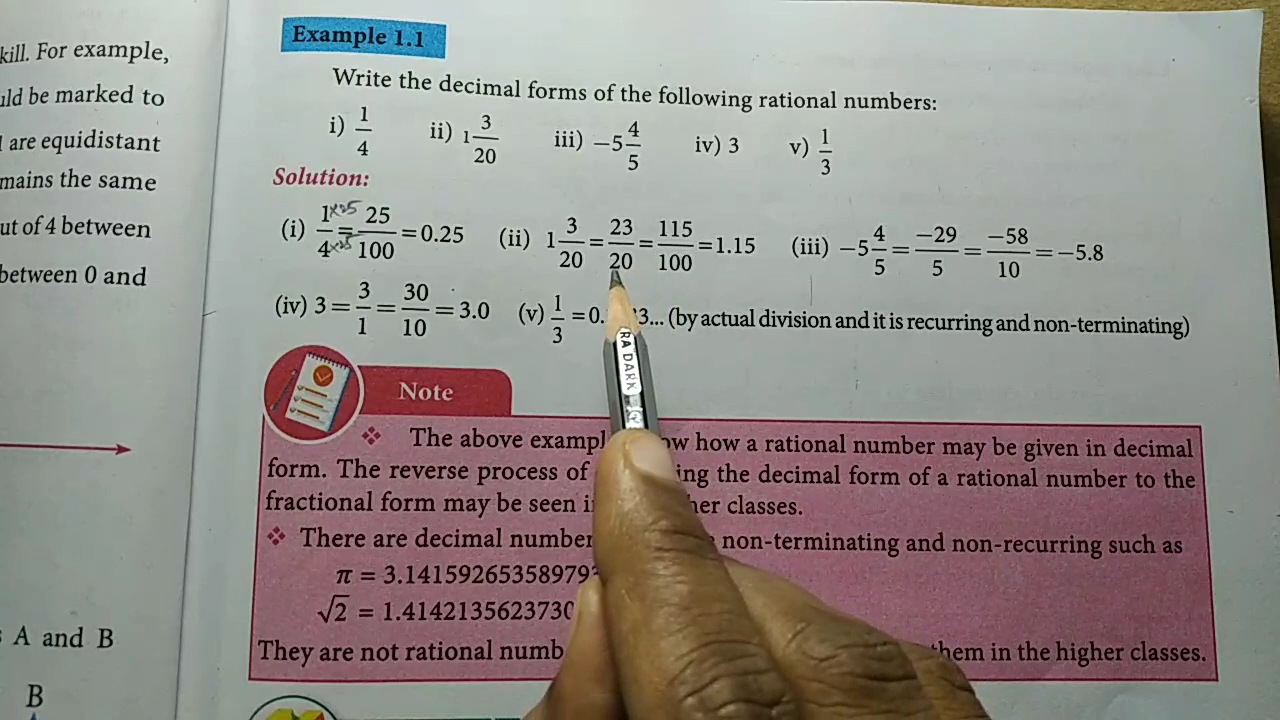 kill. For example,
uld be marked to
are equidistant
mains the same
ut of 4 between
between 0 and
A and B
B
Example 1.1
Write the decimal forms of the following rational numbers:
i) 1/4 ii) 1 3/20 iii) −5 4/5 iv) 3 v) 1/3
Solution:
(i) 1×25/4×25 = 25/100 = 0.25 (ii) 1 3/20 = 23/20 = 115/100 = 1.15 (iii) −5 4/5 = −29/5 = −58/10 = −5.8
(iv) 3 = 3/1 = 30/10 = 3.0 (v) 1/3 = 0. 3... (by actual division and it is recurring and non-terminating)
Note
❖ The above exampl ow how a rational number may be given in decimal
form. The reverse process of ing the decimal form of a rational number to the
fractional form may be seen i her classes.
❖ There are decimal number non-terminating and non-recurring such as
π = 3.14159265358979
√2 = 1.4142135623730
They are not rational numb them in the higher classes.
RA DARK